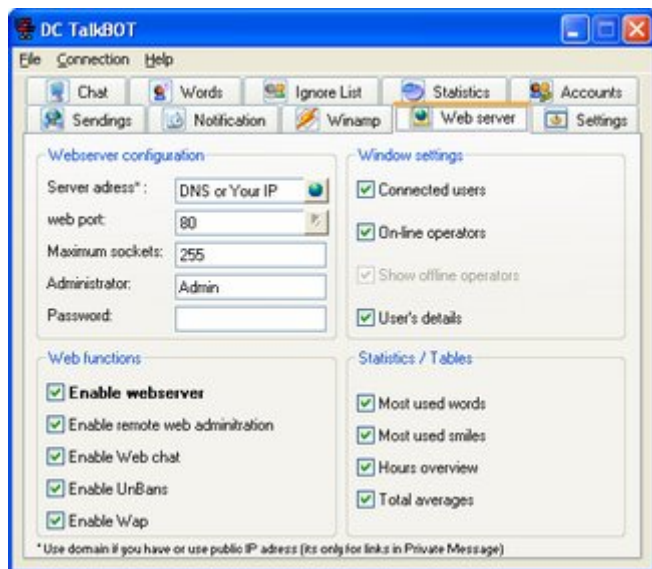 DC TalkBOT
File Connection Help
Chat Words Ignore List Statistics Accounts
Sendings Notification Winamp Web server Settings
Webserver configuration
Server adress* : DNS or Your IP
web port: 80
Maximum sockets: 255
Administrator: Admin
Password:
Window settings
Connected users
On-line operators
Show offline operators
User's details
Web functions
Enable webserver
Enable remote web adminitration
Enable Web chat
Enable UnBans
Enable Wap
Statistics / Tables
Most used words
Most used smiles
Hours overview
Total averages
*Use domain if you have or use public IP adress (its only for links in Private Message)